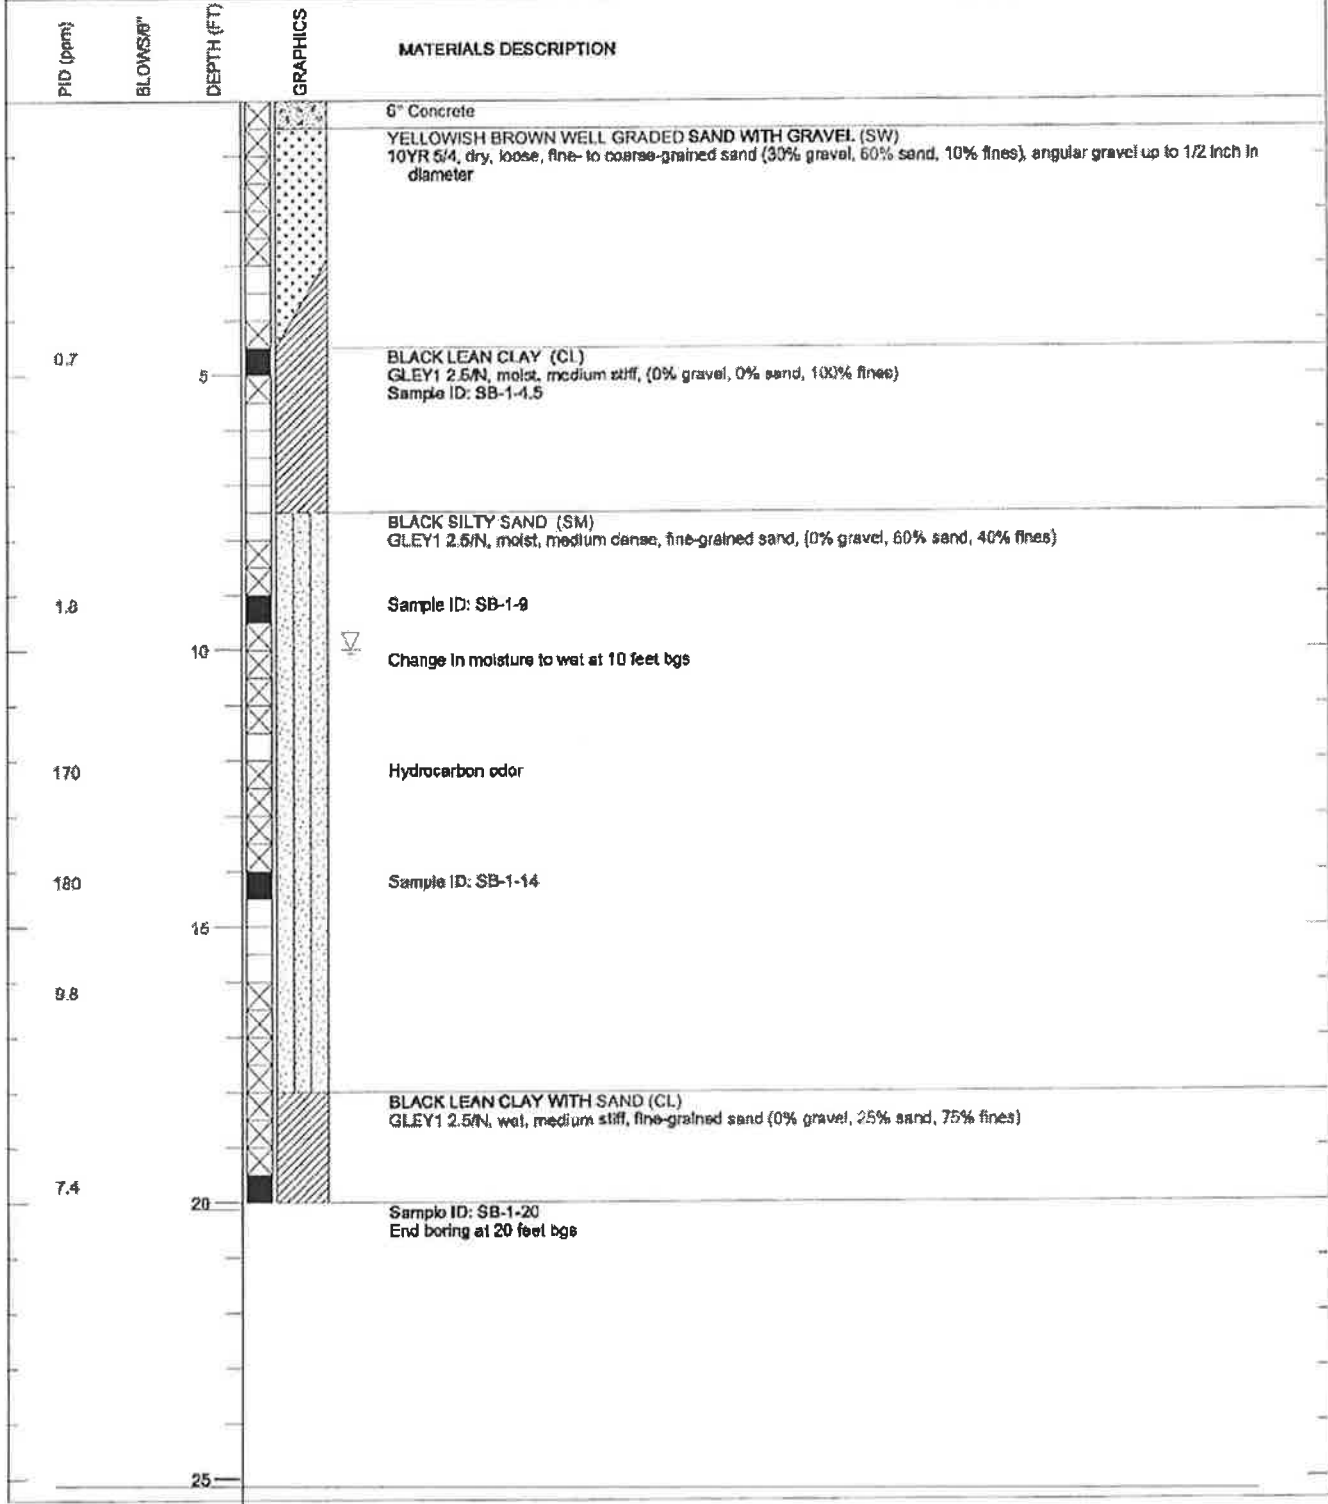 PID (ppm) BLOWS/6" DEPTH (FT) GRAPHICS MATERIALS DESCRIPTION
6" Concrete
YELLOWISH BROWN WELL GRADED SAND WITH GRAVEL (SW)
10YR 5/4, dry, loose, fine- to coarse-grained sand (30% gravel, 60% sand, 10% fines), angular gravel up to 1/2 inch in
diameter
0.7 BLACK LEAN CLAY (CL)
5 GLEY1 2.5/N, moist, medium stiff, (0% gravel, 0% sand, 100% fines)
Sample ID: SB-1-4.5
BLACK SILTY SAND (SM)
GLEY1 2.5/N, moist, medium dense, fine-grained sand, (0% gravel, 60% sand, 40% fines)
Sample ID: SB-1-9
10 Change in moisture to wet at 10 feet bgs
170 Hydrocarbon odor
180 Sample ID: SB-1-14
15
9.8
BLACK LEAN CLAY WITH SAND (CL)
GLEY1 2.5/N, wet, medium stiff, fine-grained sand (0% gravel, 25% sand, 75% fines)
7.4
20 Sample ID: SB-1-20
End boring at 20 feet bgs
25